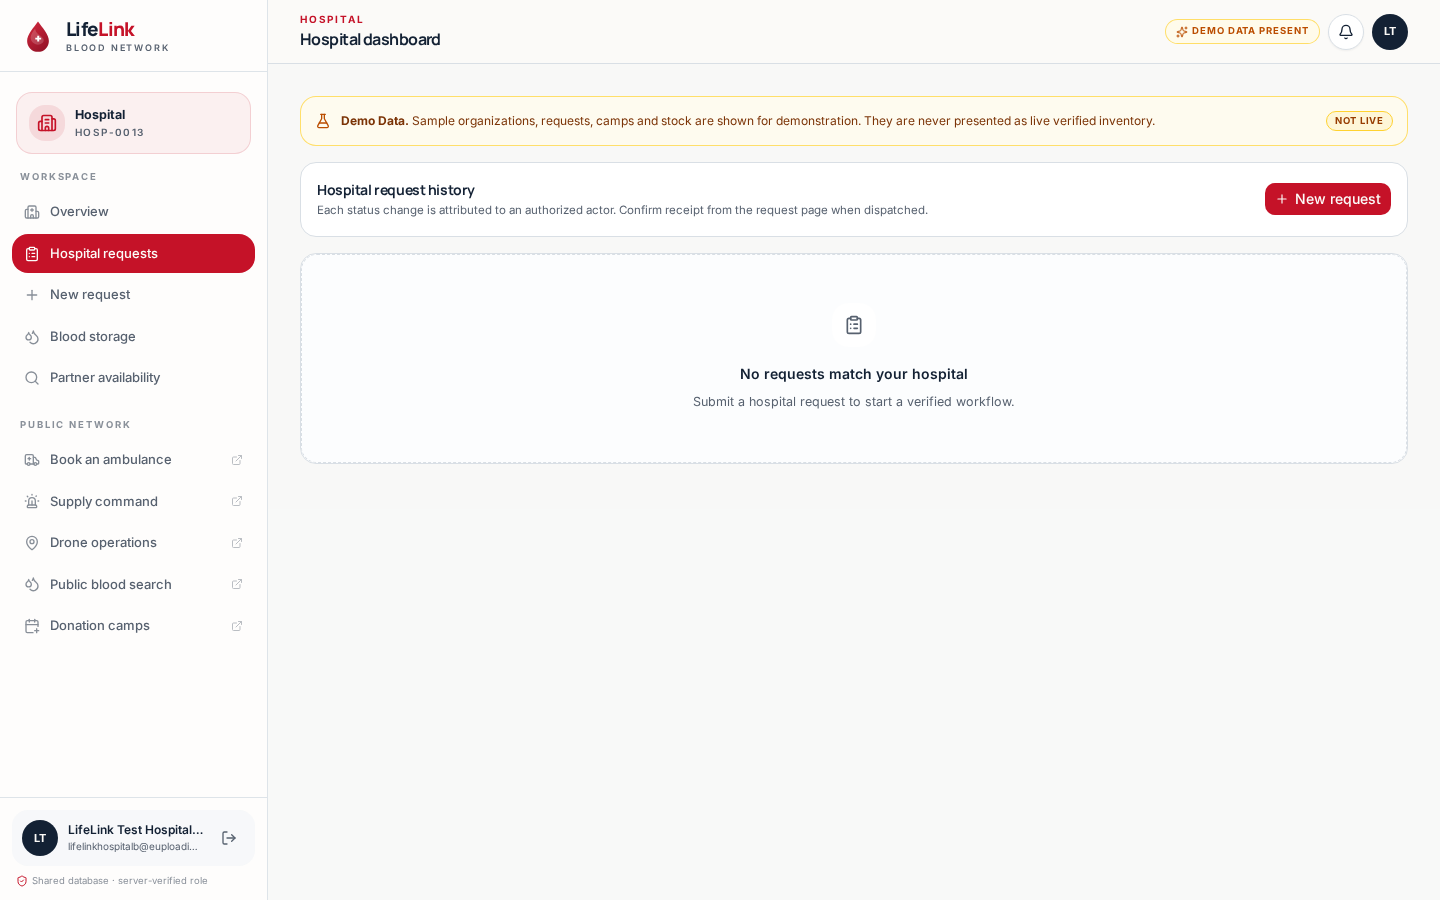 LifeLink
BLOOD NETWORK
Hospital
HOSP-0013
WORKSPACE
Overview
Hospital requests
New request
Blood storage
Partner availability
PUBLIC NETWORK
Book an ambulance
Supply command
Drone operations
Public blood search
Donation camps
LT
LifeLink Test Hospital...
lifelinkhospitalb@euploadi...
Shared database · server-verified role
HOSPITAL
Hospital dashboard
DEMO DATA PRESENT
LT
Demo Data. Sample organizations, requests, camps and stock are shown for demonstration. They are never presented as live verified inventory.
NOT LIVE
Hospital request history
Each status change is attributed to an authorized actor. Confirm receipt from the request page when dispatched.
New request
No requests match your hospital
Submit a hospital request to start a verified workflow.